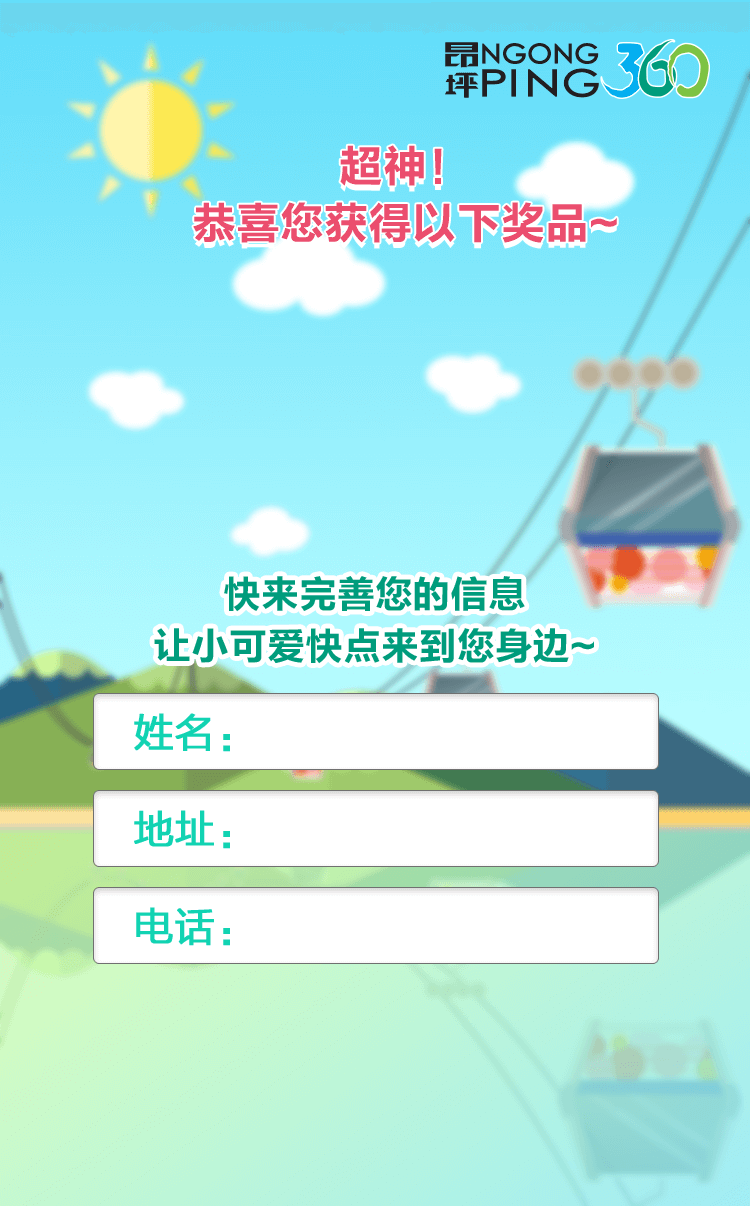 昂坪 NGONG PING 360
超神！
恭喜您获得以下奖品~
快来完善您的信息
让小可爱快点来到您身边~
姓名：
地址：
电话：